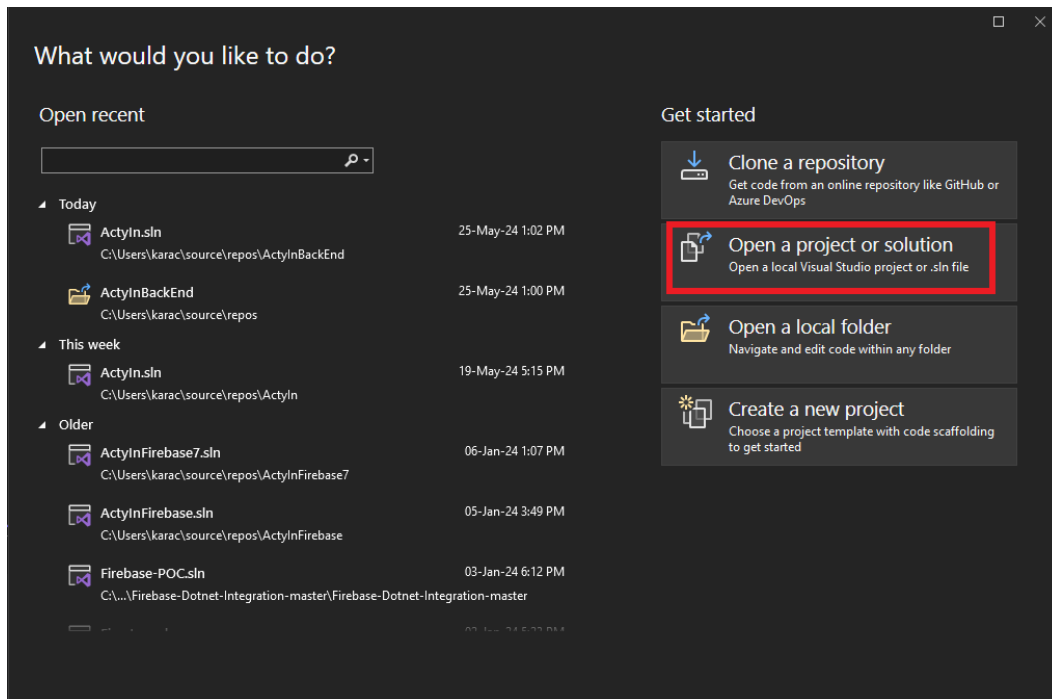 What would you like to do?
Open recent
Today
ActyIn.sln 25-May-24 1:02 PM
C:\Users\karac\source\repos\ActyInBackEnd
ActyInBackEnd 25-May-24 1:00 PM
C:\Users\karac\source\repos
This week
ActyIn.sln 19-May-24 5:15 PM
C:\Users\karac\source\repos\ActyIn
Older
ActyInFirebase7.sln 06-Jan-24 1:07 PM
C:\Users\karac\source\repos\ActyInFirebase7
ActyInFirebase.sln 05-Jan-24 3:49 PM
C:\Users\karac\source\repos\ActyInFirebase
Firebase-POC.sln 03-Jan-24 6:12 PM
C:\...\Firebase-Dotnet-Integration-master\Firebase-Dotnet-Integration-master
Get started
Clone a repository
Get code from an online repository like GitHub or
Azure DevOps
Open a project or solution
Open a local Visual Studio project or .sln file
Open a local folder
Navigate and edit code within any folder
Create a new project
Choose a project template with code scaffolding
to get started